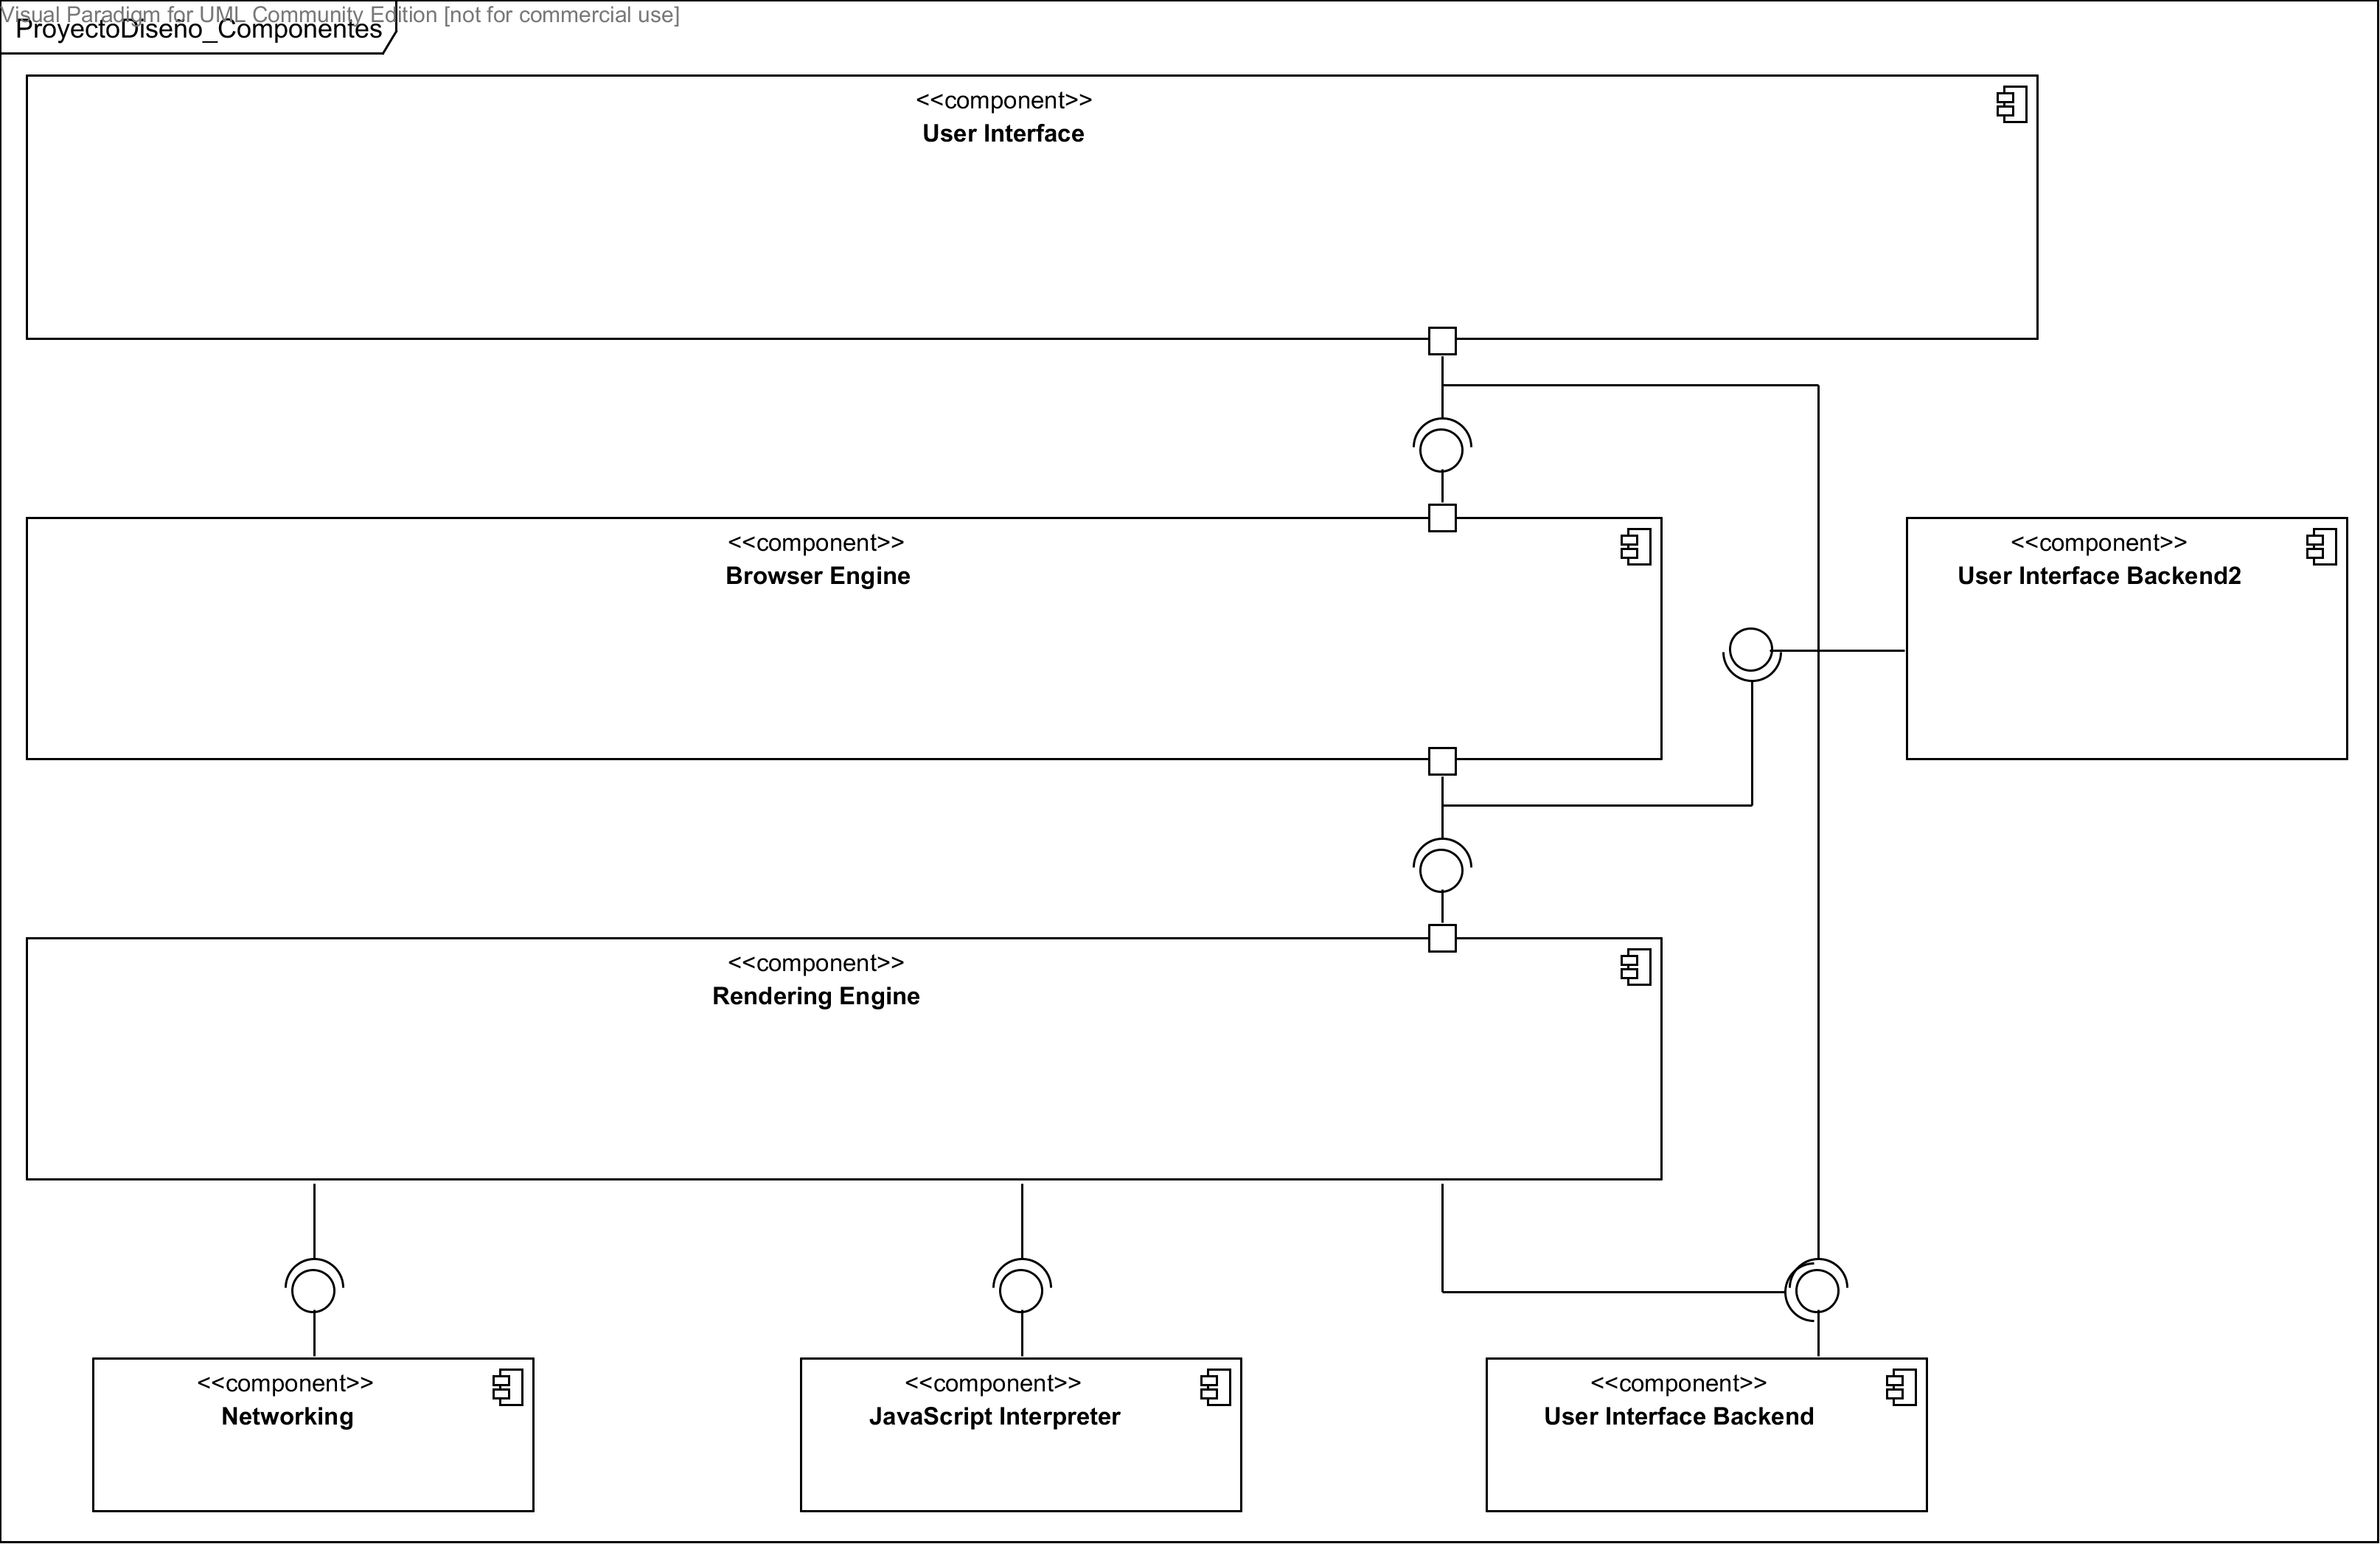 Visual Paradigm for UML Community Edition [not for commercial use]
ProyectoDiseño_Componentes
<<component>>
User Interface
<<component>>
Browser Engine
<<component>>
User Interface Backend2
<<component>>
Rendering Engine
<<component>>
Networking
<<component>>
JavaScript Interpreter
<<component>>
User Interface Backend